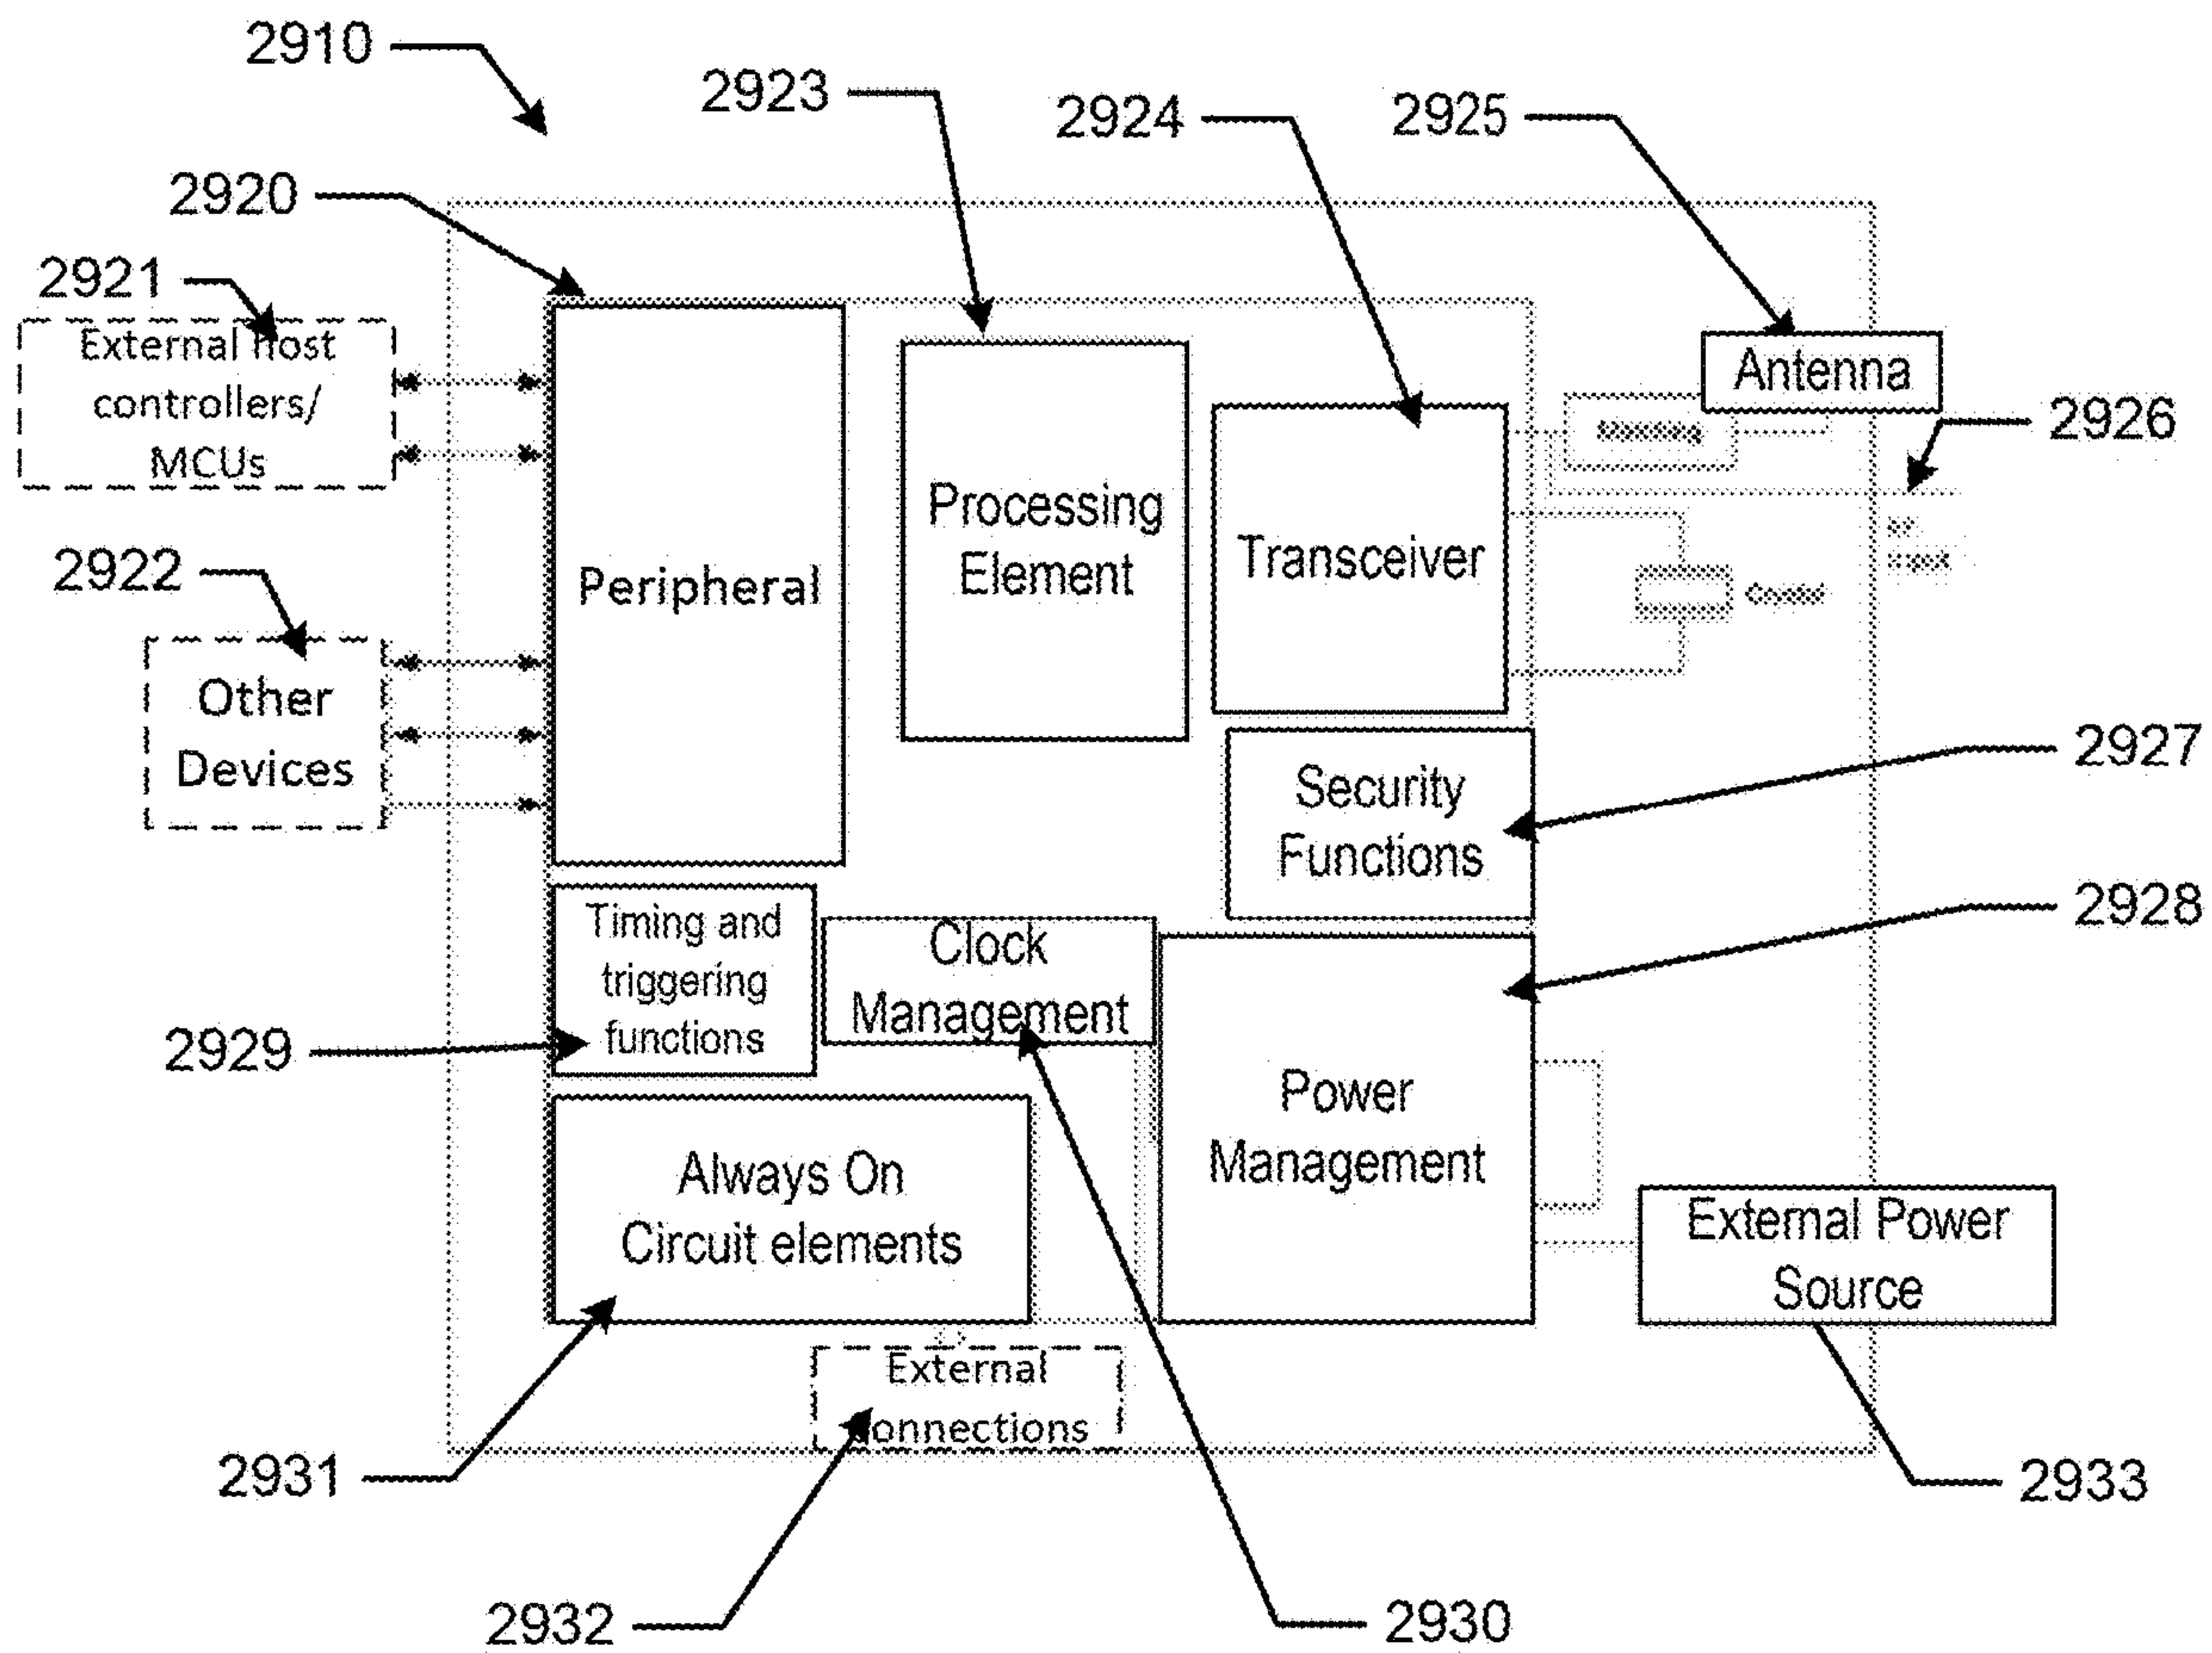 2910
2923
2924
2925
2920
2921
External host
controllers/
MCUs
Antenna
2926
Processing
Element
Transceiver
Peripheral
Crystal
2922
Other
Devices
2927
Security
Functions
2928
Timing and
triggering
functions
Clock
Management
2929
Power
Management
Always On
Circuit elements
External Power
Source
External
connections
2931
2933
2932
2930